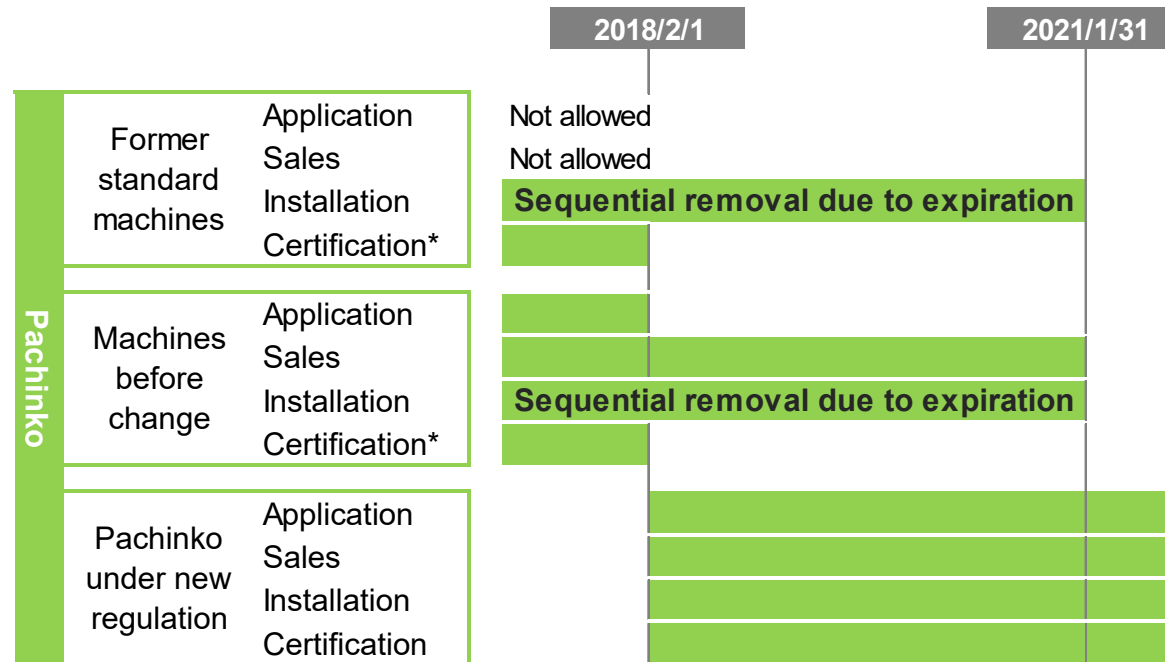 2018/2/1 2021/1/31
Pachinko
Former
standard
machines
Application Not allowed
Sales Not allowed
Installation Sequential removal due to expiration
Certification*
Machines
before
change
Application
Sales
Installation Sequential removal due to expiration
Certification*
Pachinko
under new
regulation
Application
Sales
Installation
Certification